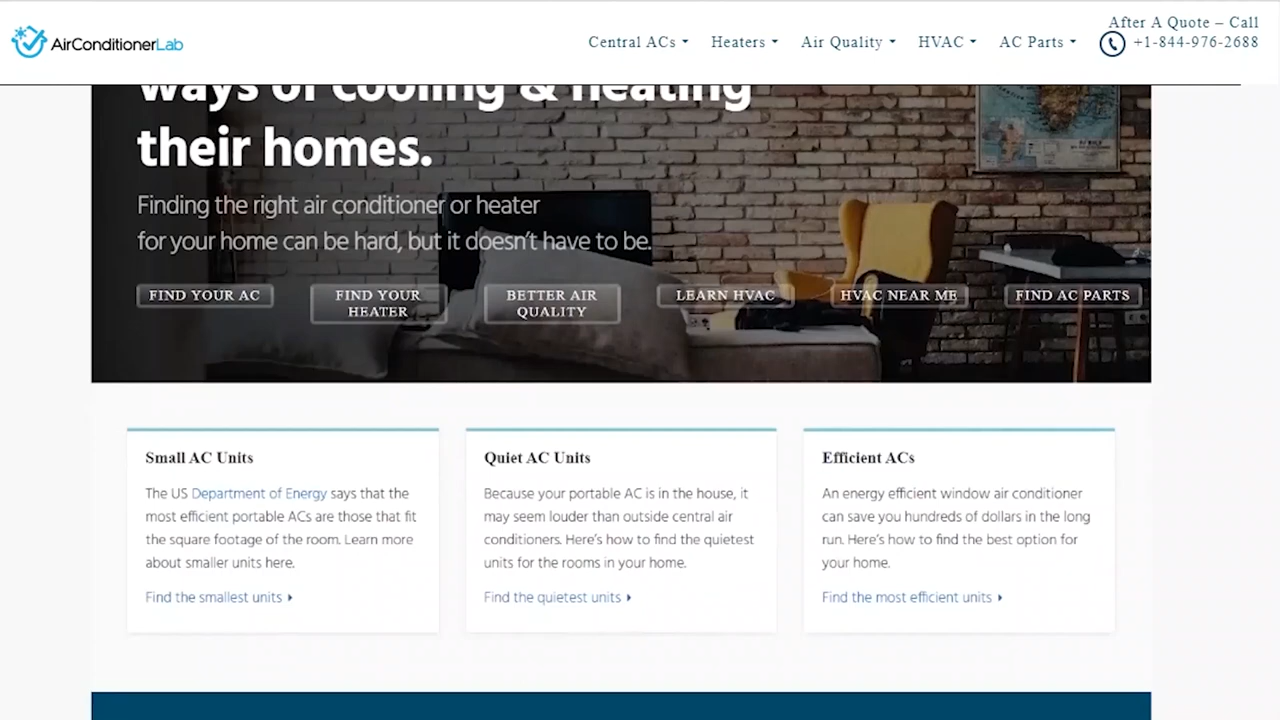 AirConditionerLab
Central ACs
Heaters
Air Quality
HVAC
AC Parts
After A Quote – Call
+1-844-976-2688
ways of cooling & heating
their homes.
Finding the right air conditioner or heater
for your home can be hard, but it doesn't have to be.
FIND YOUR AC
FIND YOUR
HEATER
BETTER AIR
QUALITY
LEARN HVAC
HVAC NEAR ME
FIND AC PARTS
Small AC Units
The US Department of Energy says that the
most efficient portable ACs are those that fit
the square footage of the room. Learn more
about smaller units here.
Find the smallest units
Quiet AC Units
Because your portable AC is in the house, it
may seem louder than outside central air
conditioners. Here's how to find the quietest
units for the rooms in your home.
Find the quietest units
Efficient ACs
An energy efficient window air conditioner
can save you hundreds of dollars in the long
run. Here's how to find the best option for
your home.
Find the most efficient units